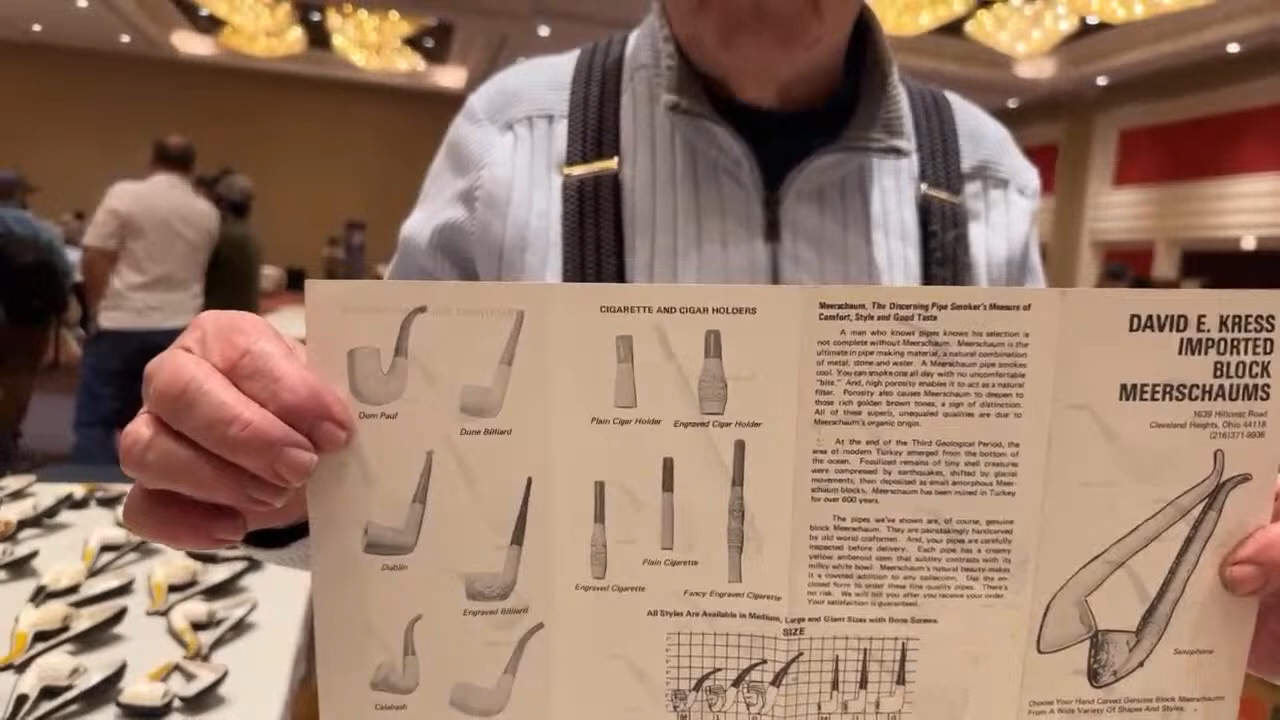 Oom Paul
Dune Billiard
Dublin
Engraved Billiard
Calabash
CIGARETTE AND CIGAR HOLDERS
Plain Cigar Holder
Engraved Cigar Holder
Engraved Cigarette
Plain Cigarette
Fancy Engraved Cigarette
All Styles Are Available in Medium, Large and Giant Sizes with Bone Screws.
SIZE
Meerschaum, The Discerning Pipe Smoker's Measure of
Comfort, Style and Good Taste
A man who knows pipes knows his selection is
not complete without Meerschaum. Meerschaum is the
ultimate in pipe making material, a natural combination
of metal, stone and water. A Meerschaum pipe smokes
cool. You can smoke one all day with no uncomfortable
"bite." And, high porosity enables it to act as a natural
filter. Porosity also causes Meerschaum to deepen to
those rich golden brown tones, a sign of distinction.
All of these superb, unequaled qualities are due to
Meerschaum's organic origin.
At the end of the Third Geological Period, the
area of modern Turkey emerged from the bottom of
the ocean. Fossilized remains of tiny shell creatures
were compressed by earthquakes, shifted by glacial
movements, then deposited as small amorphous Meer-
schaum blocks. Meerschaum has been mined in Turkey
for over 600 years.
The pipes we've shown are, of course, genuine
block Meerschaum. They are painstakingly handcarved
by old world craftsmen. And, your pipes are carefully
inspected before delivery. Each pipe has a creamy
yellow amberoid stem that subtley contrasts with its
milky white bowl. Meerschaum's natural beauty makes
it a coveted addition to any collection. Use the en-
closed form to order these fine quality pipes. There's
no risk. We will bill you after you receive your order.
Your satisfaction is guaranteed.
DAVID E. KRESS
IMPORTED
BLOCK
MEERSCHAUMS
1639 Hillcrest Road
Cleveland Heights, Ohio 44118
(216)371-9936
Saxophone
Choose Your Hand Carved Genuine Block Meerschaums
From A Wide Variety Of Shapes And Styles.